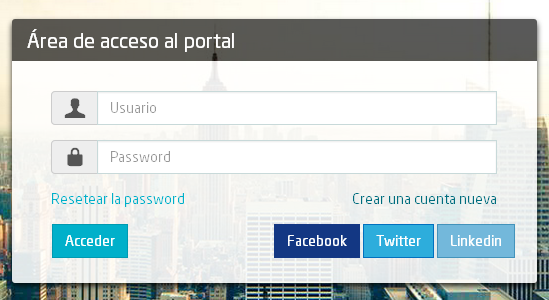 Área de acceso al portal
Usuario
Password
Resetear la password Crear una cuenta nueva
Acceder Facebook Twitter Linkedin